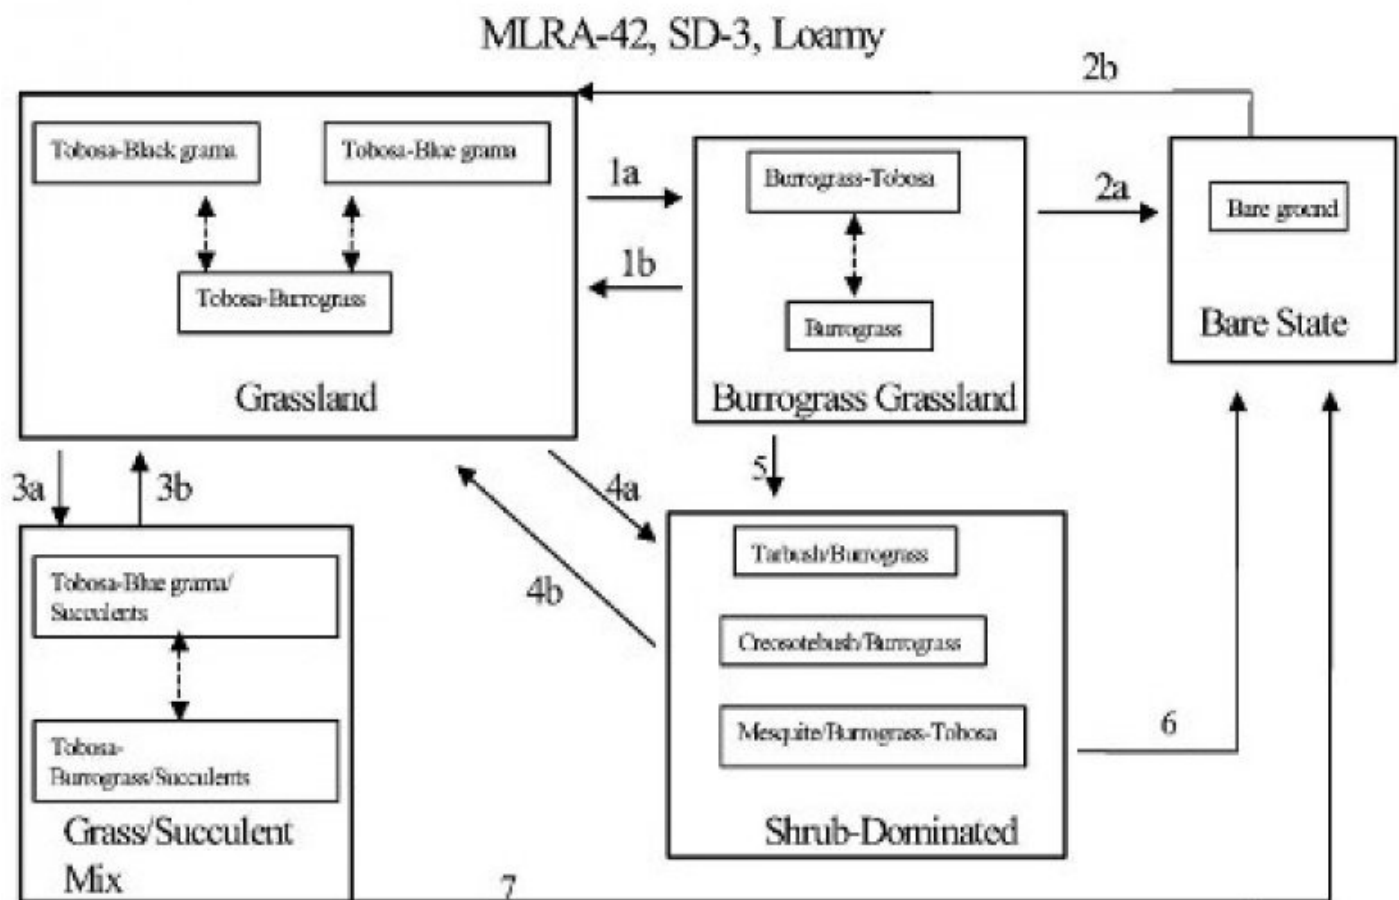 MLRA-42, SD-3, Loamy
2b
Tobosa-Black grama
Tobosa-Blue grama
Tobosa-Burrograss
Grassland
1a
1b
Burrograss-Tobosa
Burrograss
Burrograss Grassland
2a
Bare ground
Bare State
3a
3b
4a
4b
5
Tobosa-Blue grama/
Succulents
Tobosa-
Burrograss/Succulents
Grass/Succulent
Mix
Tarbush/Burrograss
Creosotebush/Burrograss
Mesquite/Burrograss-Tobosa
Shrub-Dominated
6
7